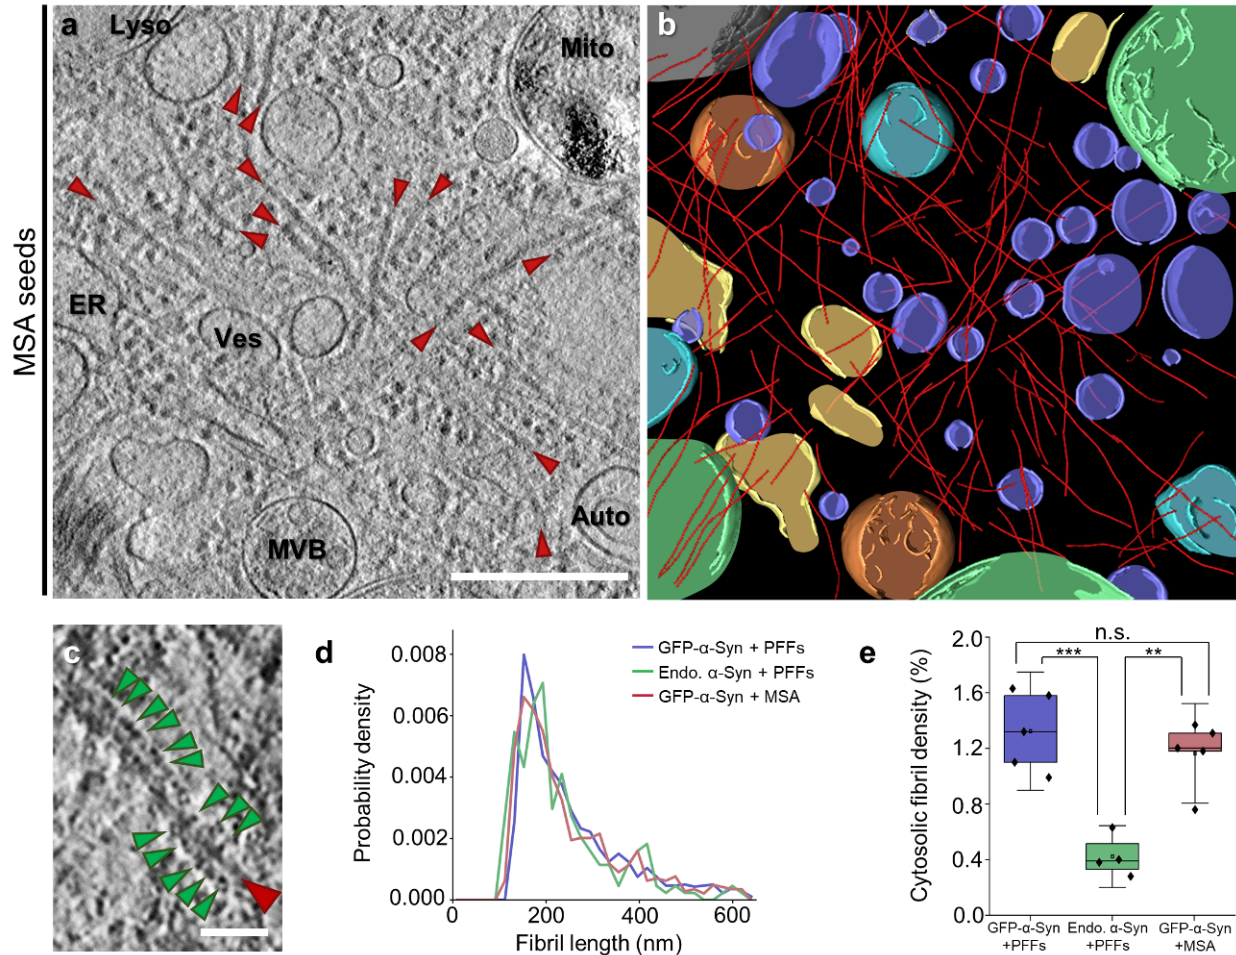 MSA seeds
a
Lyso
Mito
ER
Ves
MVB
Auto
b
c
d
Probability density
0.008
0.006
0.004
0.002
0.000
0
200
400
600
Fibril length (nm)
GFP-α-Syn + PFFs
Endo. α-Syn + PFFs
GFP-α-Syn + MSA
e
Cytosolic fibril density (%)
2.0
1.6
1.2
0.8
0.4
0.0
n.s.
***
**
GFP-α-Syn
+PFFs
Endo. α-Syn
+PFFs
GFP-α-Syn
+MSA